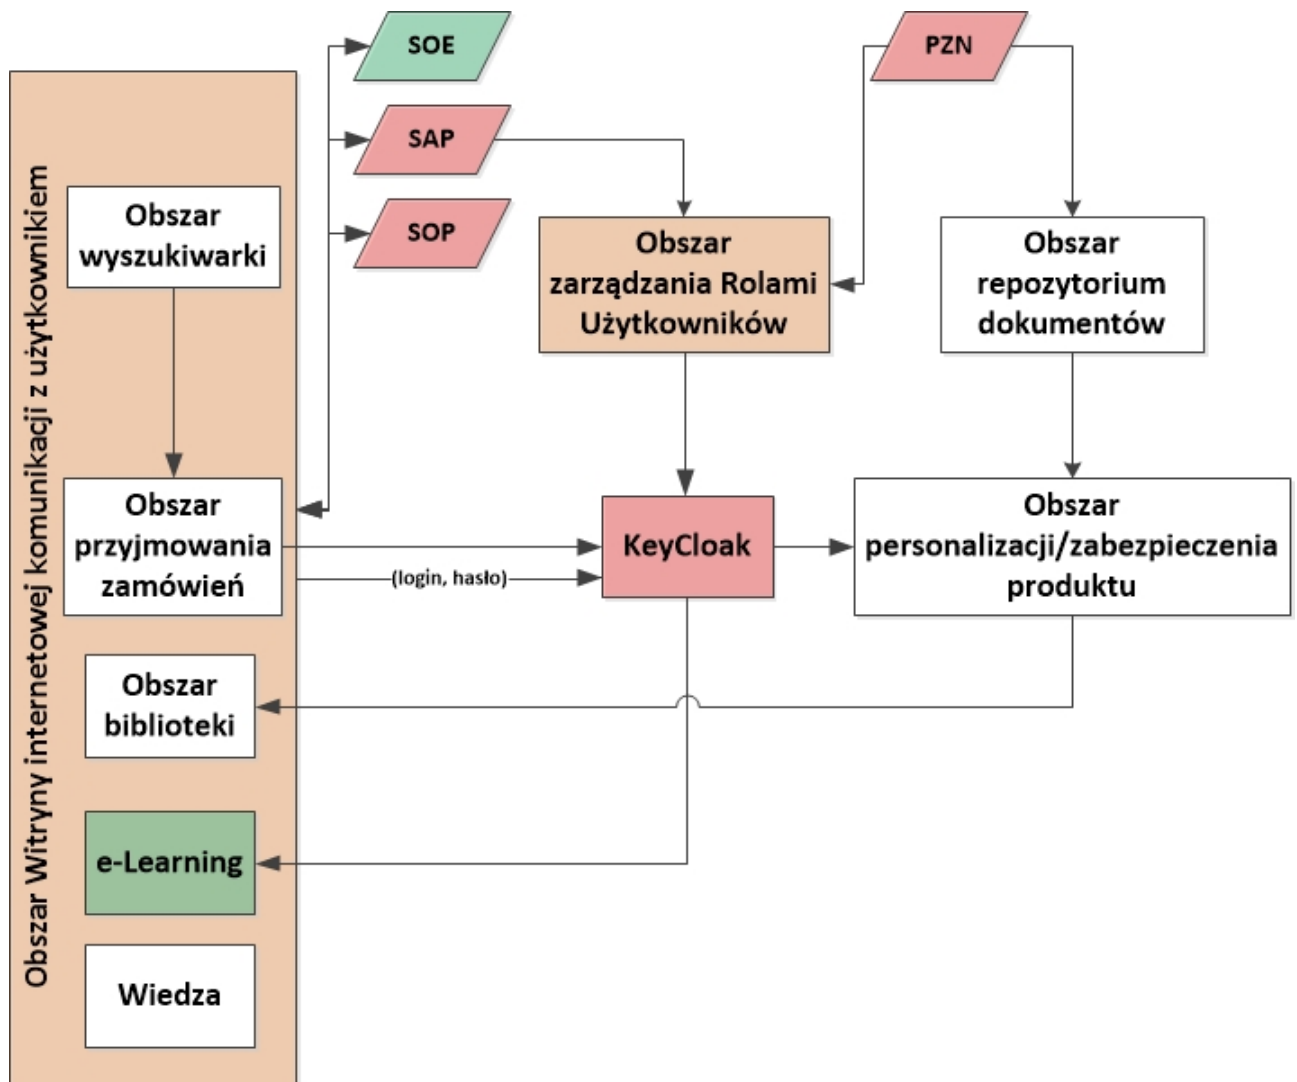 SOE
PZN
SAP
SOP
Obszar Witryny internetowej komunikacji z użytkownikiem
Obszar
wyszukiwarki
Obszar
zarządzania Rolami
Użytkowników
Obszar
repozytorium
dokumentów
Obszar
przyjmowania
zamówień
(login, hasło)
KeyCloak
Obszar
personalizacji/zabezpieczenia
produktu
Obszar
biblioteki
e-Learning
Wiedza